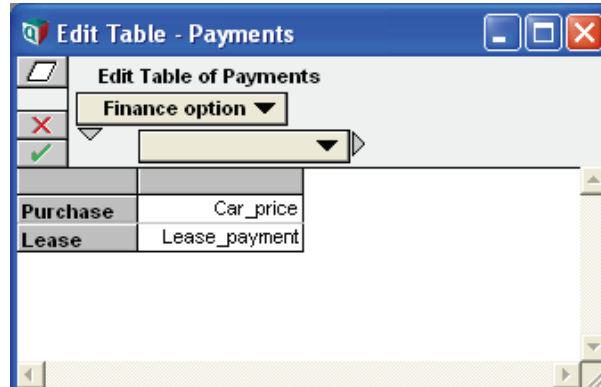 Edit Table - Payments
Edit Table of Payments
Finance option
Purchase Car_price
Lease Lease_payment